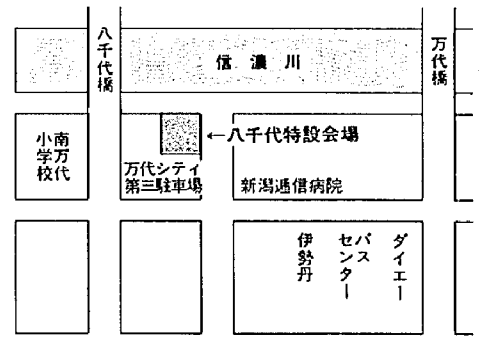 八千代橋
信濃川
万代橋
南万代
小学校
←八千代特設会場
万代シティ
第三駐車場
新潟逓信病院
伊勢丹
バス
センター
ダイエー